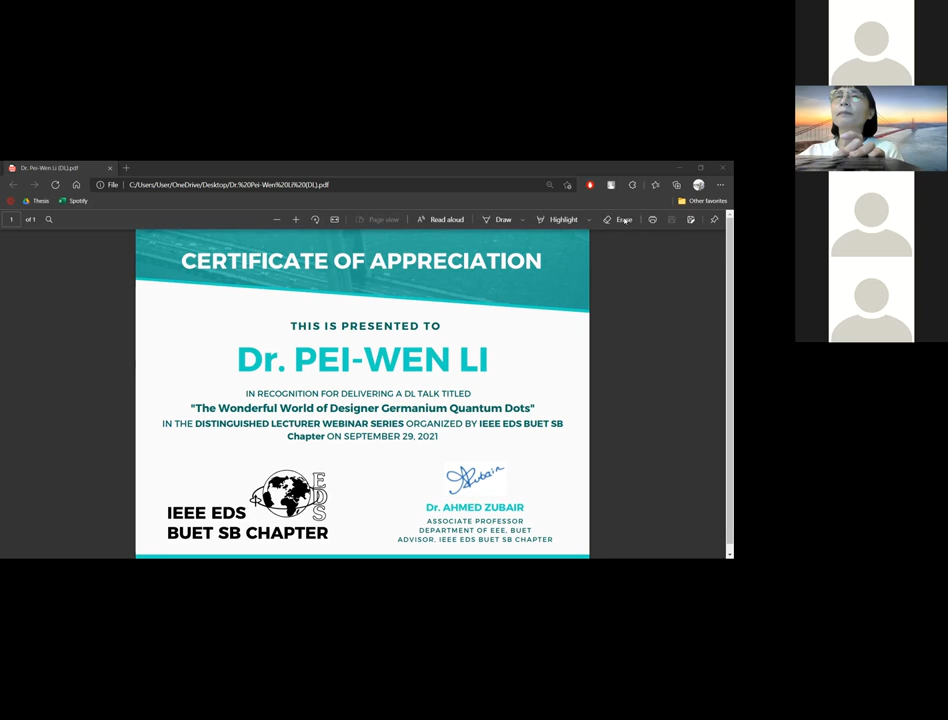 Dr. Pei-Wen Li (DL).pdf
File
C:/Users/User/OneDrive/Desktop/Dr.%20Pei-Wen%20Li%20(DL).pdf
Thesis
Spotify
Other favorites
1
of 1
Page view
Read aloud
Draw
Highlight
Erase
CERTIFICATE OF APPRECIATION
THIS IS PRESENTED TO
Dr. PEI-WEN LI
IN RECOGNITION FOR DELIVERING A DL TALK TITLED
"The Wonderful World of Designer Germanium Quantum Dots"
IN THE DISTINGUISHED LECTURER WEBINAR SERIES ORGANIZED BY IEEE EDS BUET SB
Chapter ON SEPTEMBER 29, 2021
EDS
IEEE EDS
BUET SB CHAPTER
Zubair
Dr. AHMED ZUBAIR
ASSOCIATE PROFESSOR
DEPARTMENT OF EEE, BUET
ADVISOR, IEEE EDS BUET SB CHAPTER